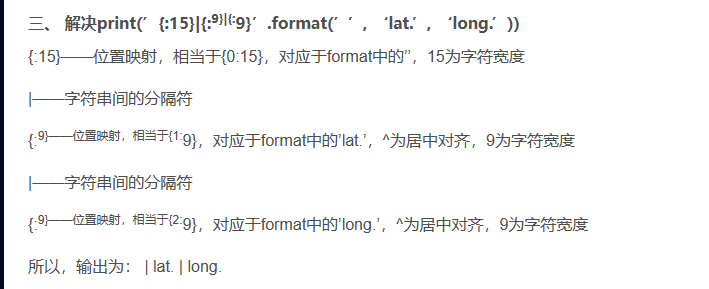 三、 解决print(′ {:15}|{:9}|{:9}′ .format(′ ′ , ‘lat.’ , ‘long.’ ))
{:15}——位置映射，相当于{0:15}，对应于format中的''，15为字符宽度
|——字符串间的分隔符
{:9}——位置映射，相当于{1:9}，对应于format中的’lat.’，^为居中对齐，9为字符宽度
|——字符串间的分隔符
{:9}——位置映射，相当于{2:9}，对应于format中的’long.’，^为居中对齐，9为字符宽度
所以，输出为： | lat. | long.